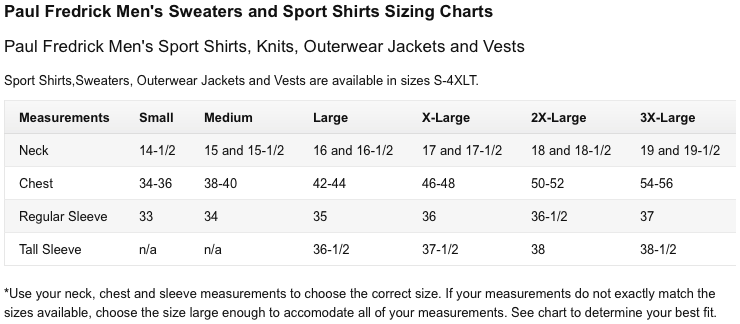 Paul Fredrick Men's Sweaters and Sport Shirts Sizing Charts
Paul Fredrick Men's Sport Shirts, Knits, Outerwear Jackets and Vests
Sport Shirts,Sweaters, Outerwear Jackets and Vests are available in sizes S-4XLT.
Measurements Small Medium Large X-Large 2X-Large 3X-Large
Neck 14-1/2 15 and 15-1/2 16 and 16-1/2 17 and 17-1/2 18 and 18-1/2 19 and 19-1/2
Chest 34-36 38-40 42-44 46-48 50-52 54-56
Regular Sleeve 33 34 35 36 36-1/2 37
Tall Sleeve n/a n/a 36-1/2 37-1/2 38 38-1/2
*Use your neck, chest and sleeve measurements to choose the correct size. If your measurements do not exactly match the
sizes available, choose the size large enough to accomodate all of your measurements. See chart to determine your best fit.